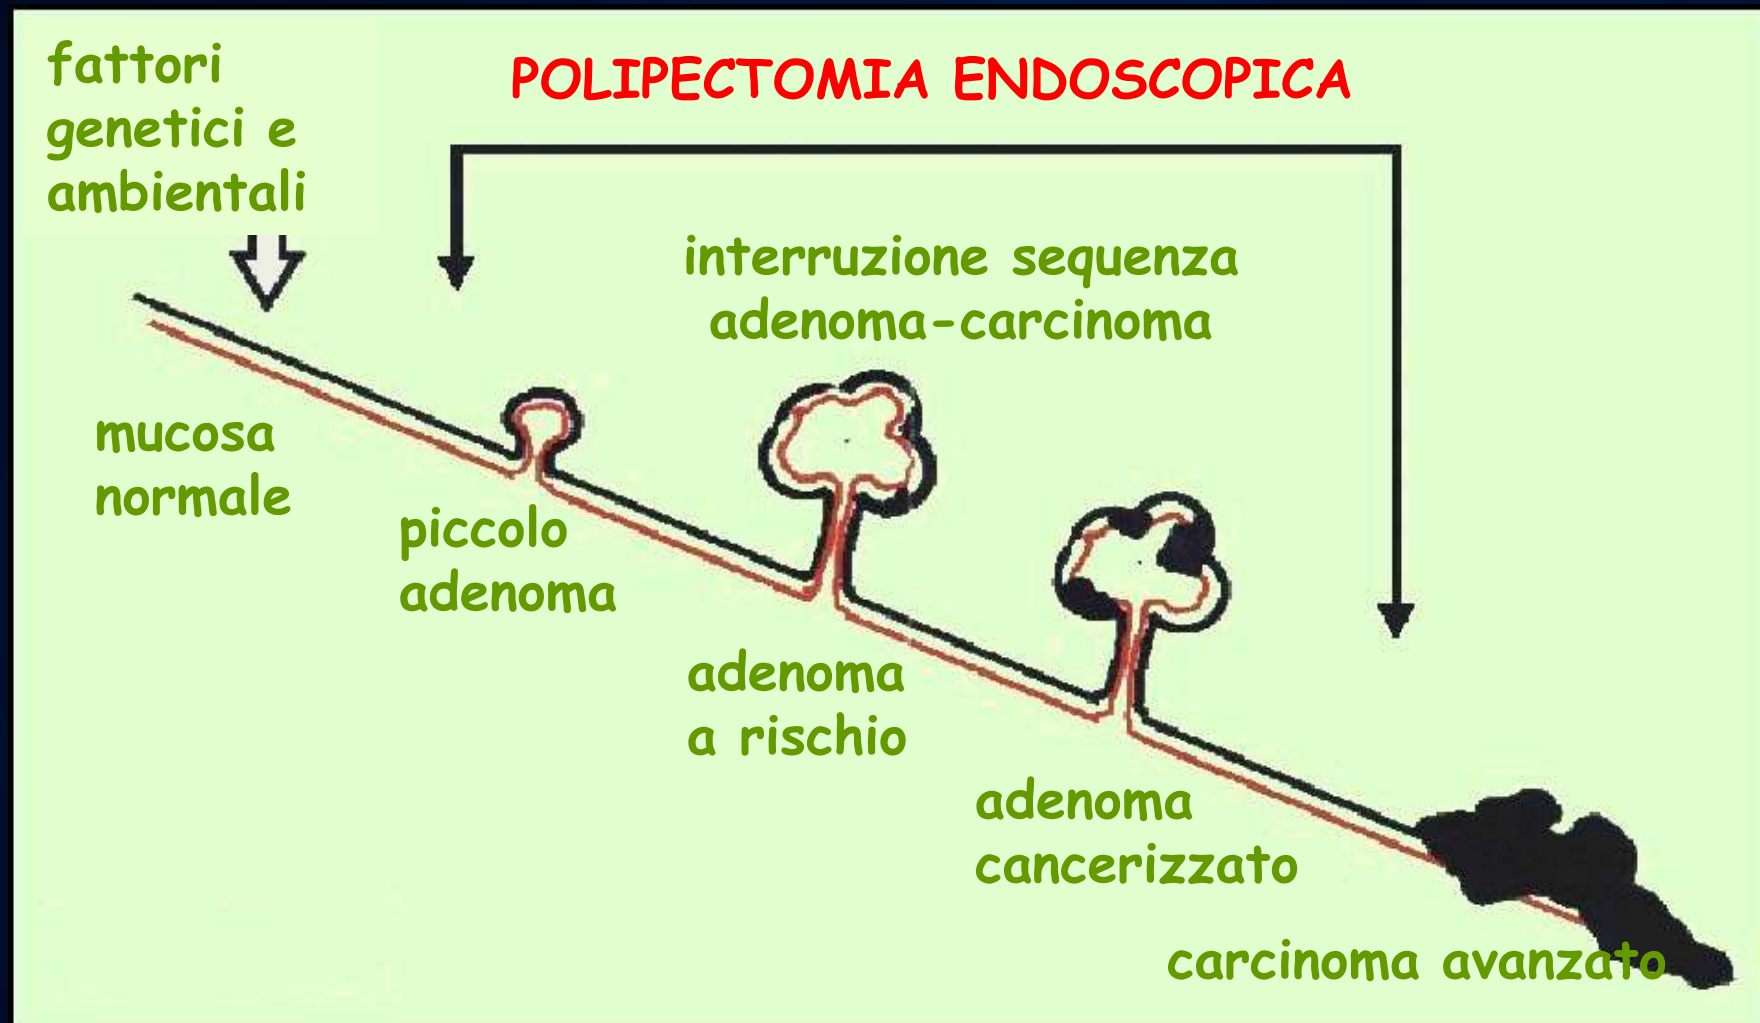 fattori
genetici e
ambientali
POLIPECTOMIA ENDOSCOPICA
interruzione sequenza
adenoma-carcinoma
mucosa
normale
piccolo
adenoma
adenoma
a rischio
adenoma
cancerizzato
carcinoma avanzato